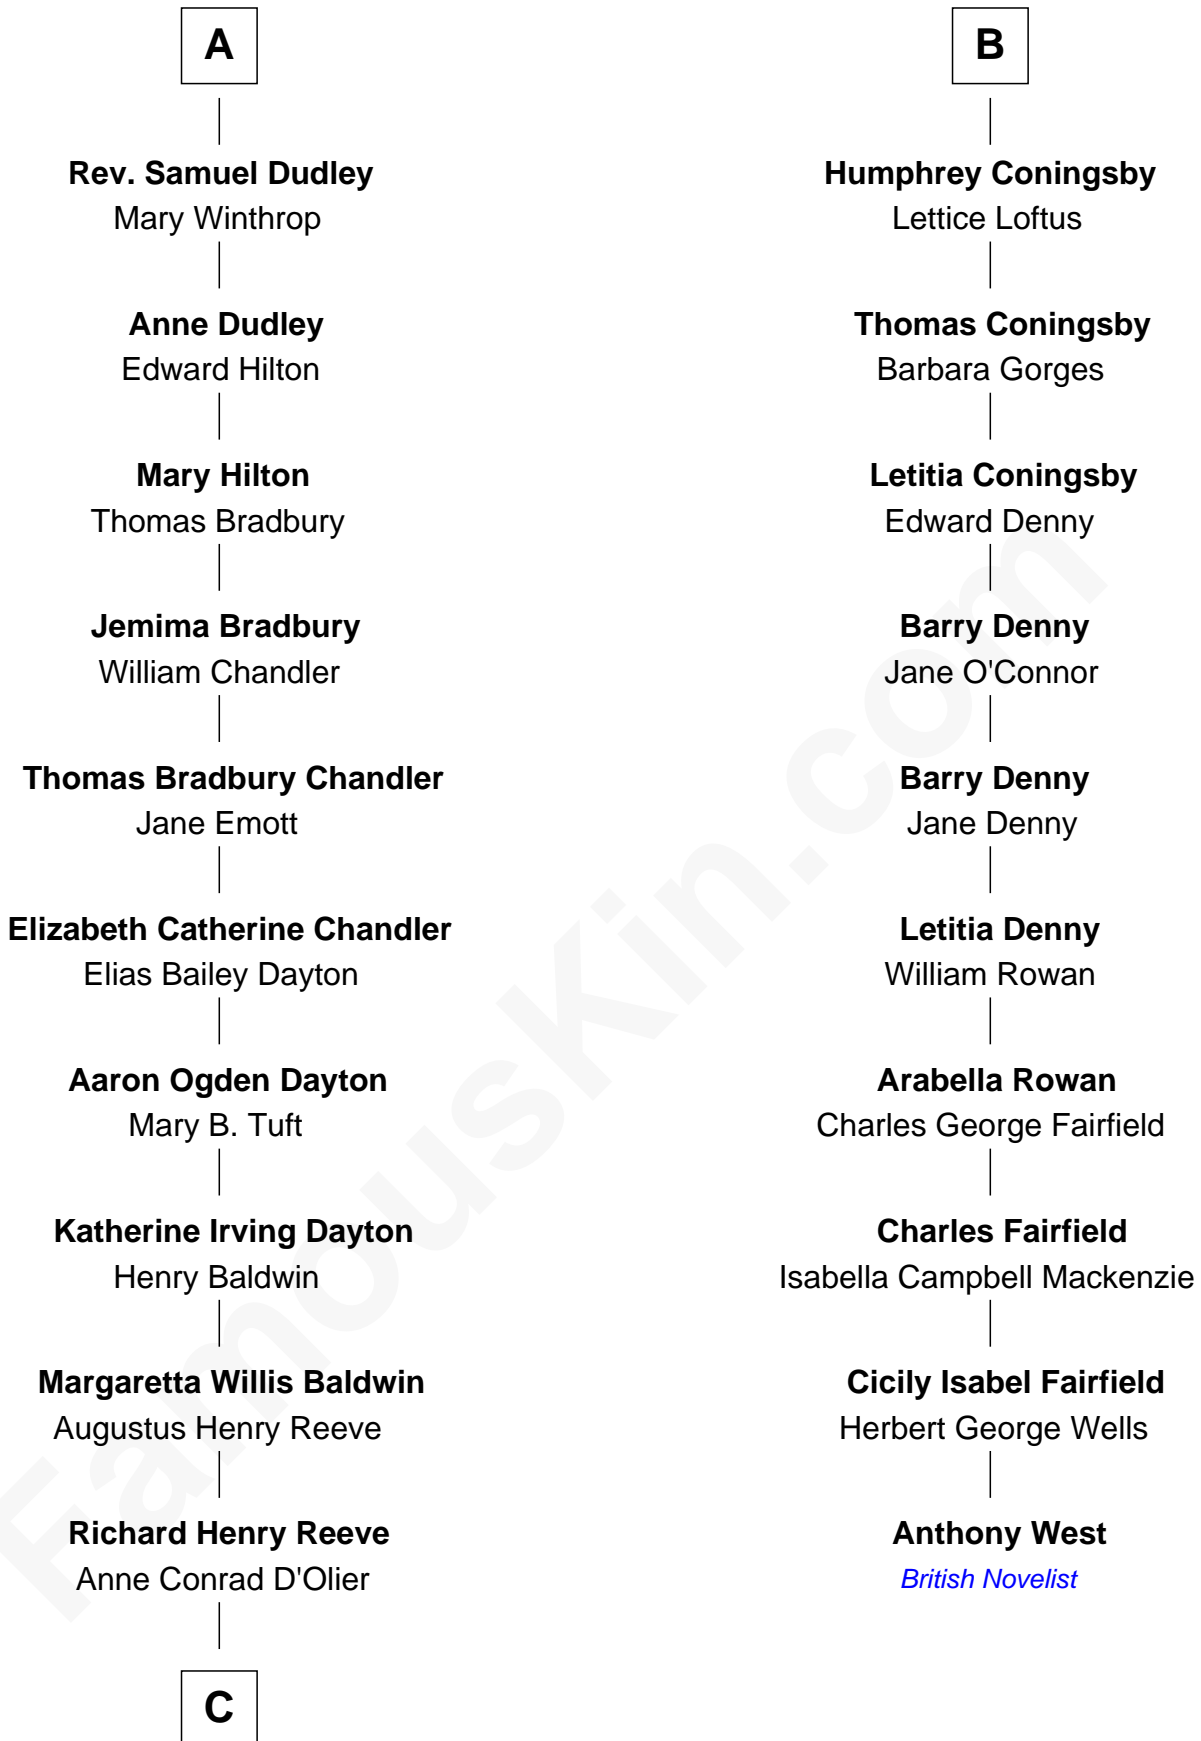 A
Rev. Samuel Dudley
Mary Winthrop
Anne Dudley
Edward Hilton
Mary Hilton
Thomas Bradbury
Jemima Bradbury
William Chandler
Thomas Bradbury Chandler
Jane Emott
Elizabeth Catherine Chandler
Elias Bailey Dayton
Aaron Ogden Dayton
Mary B. Tuft
Katherine Irving Dayton
Henry Baldwin
Margaretta Willis Baldwin
Augustus Henry Reeve
Richard Henry Reeve
Anne Conrad D'Olier
C
B
Humphrey Coningsby
Lettice Loftus
Thomas Coningsby
Barbara Gorges
Letitia Coningsby
Edward Denny
Barry Denny
Jane O'Connor
Barry Denny
Jane Denny
Letitia Denny
William Rowan
Arabella Rowan
Charles George Fairfield
Charles Fairfield
Isabella Campbell Mackenzie
Cicily Isabel Fairfield
Herbert George Wells
Anthony West
British Novelist
FamousKin.com